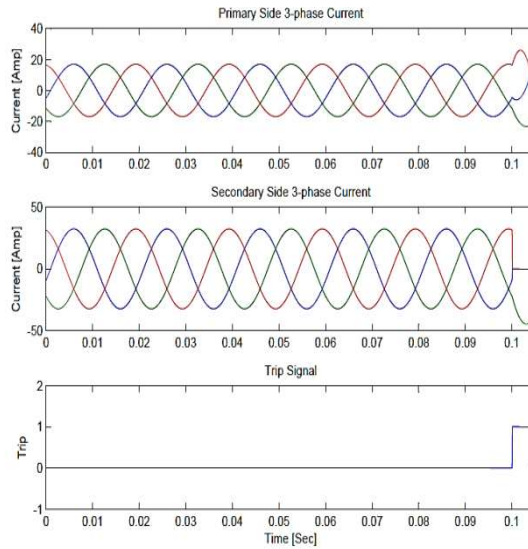 Primary Side 3-phase Current
Current [Amp]
40
20
0
-20
-40
0 0.01 0.02 0.03 0.04 0.05 0.06 0.07 0.08 0.09 0.1
Secondary Side 3-phase Current
Current [Amp]
50
0
-50
0 0.01 0.02 0.03 0.04 0.05 0.06 0.07 0.08 0.09 0.1
Trip Signal
Trip
2
1
0
-1
0 0.01 0.02 0.03 0.04 0.05 0.06 0.07 0.08 0.09 0.1
Time [Sec]